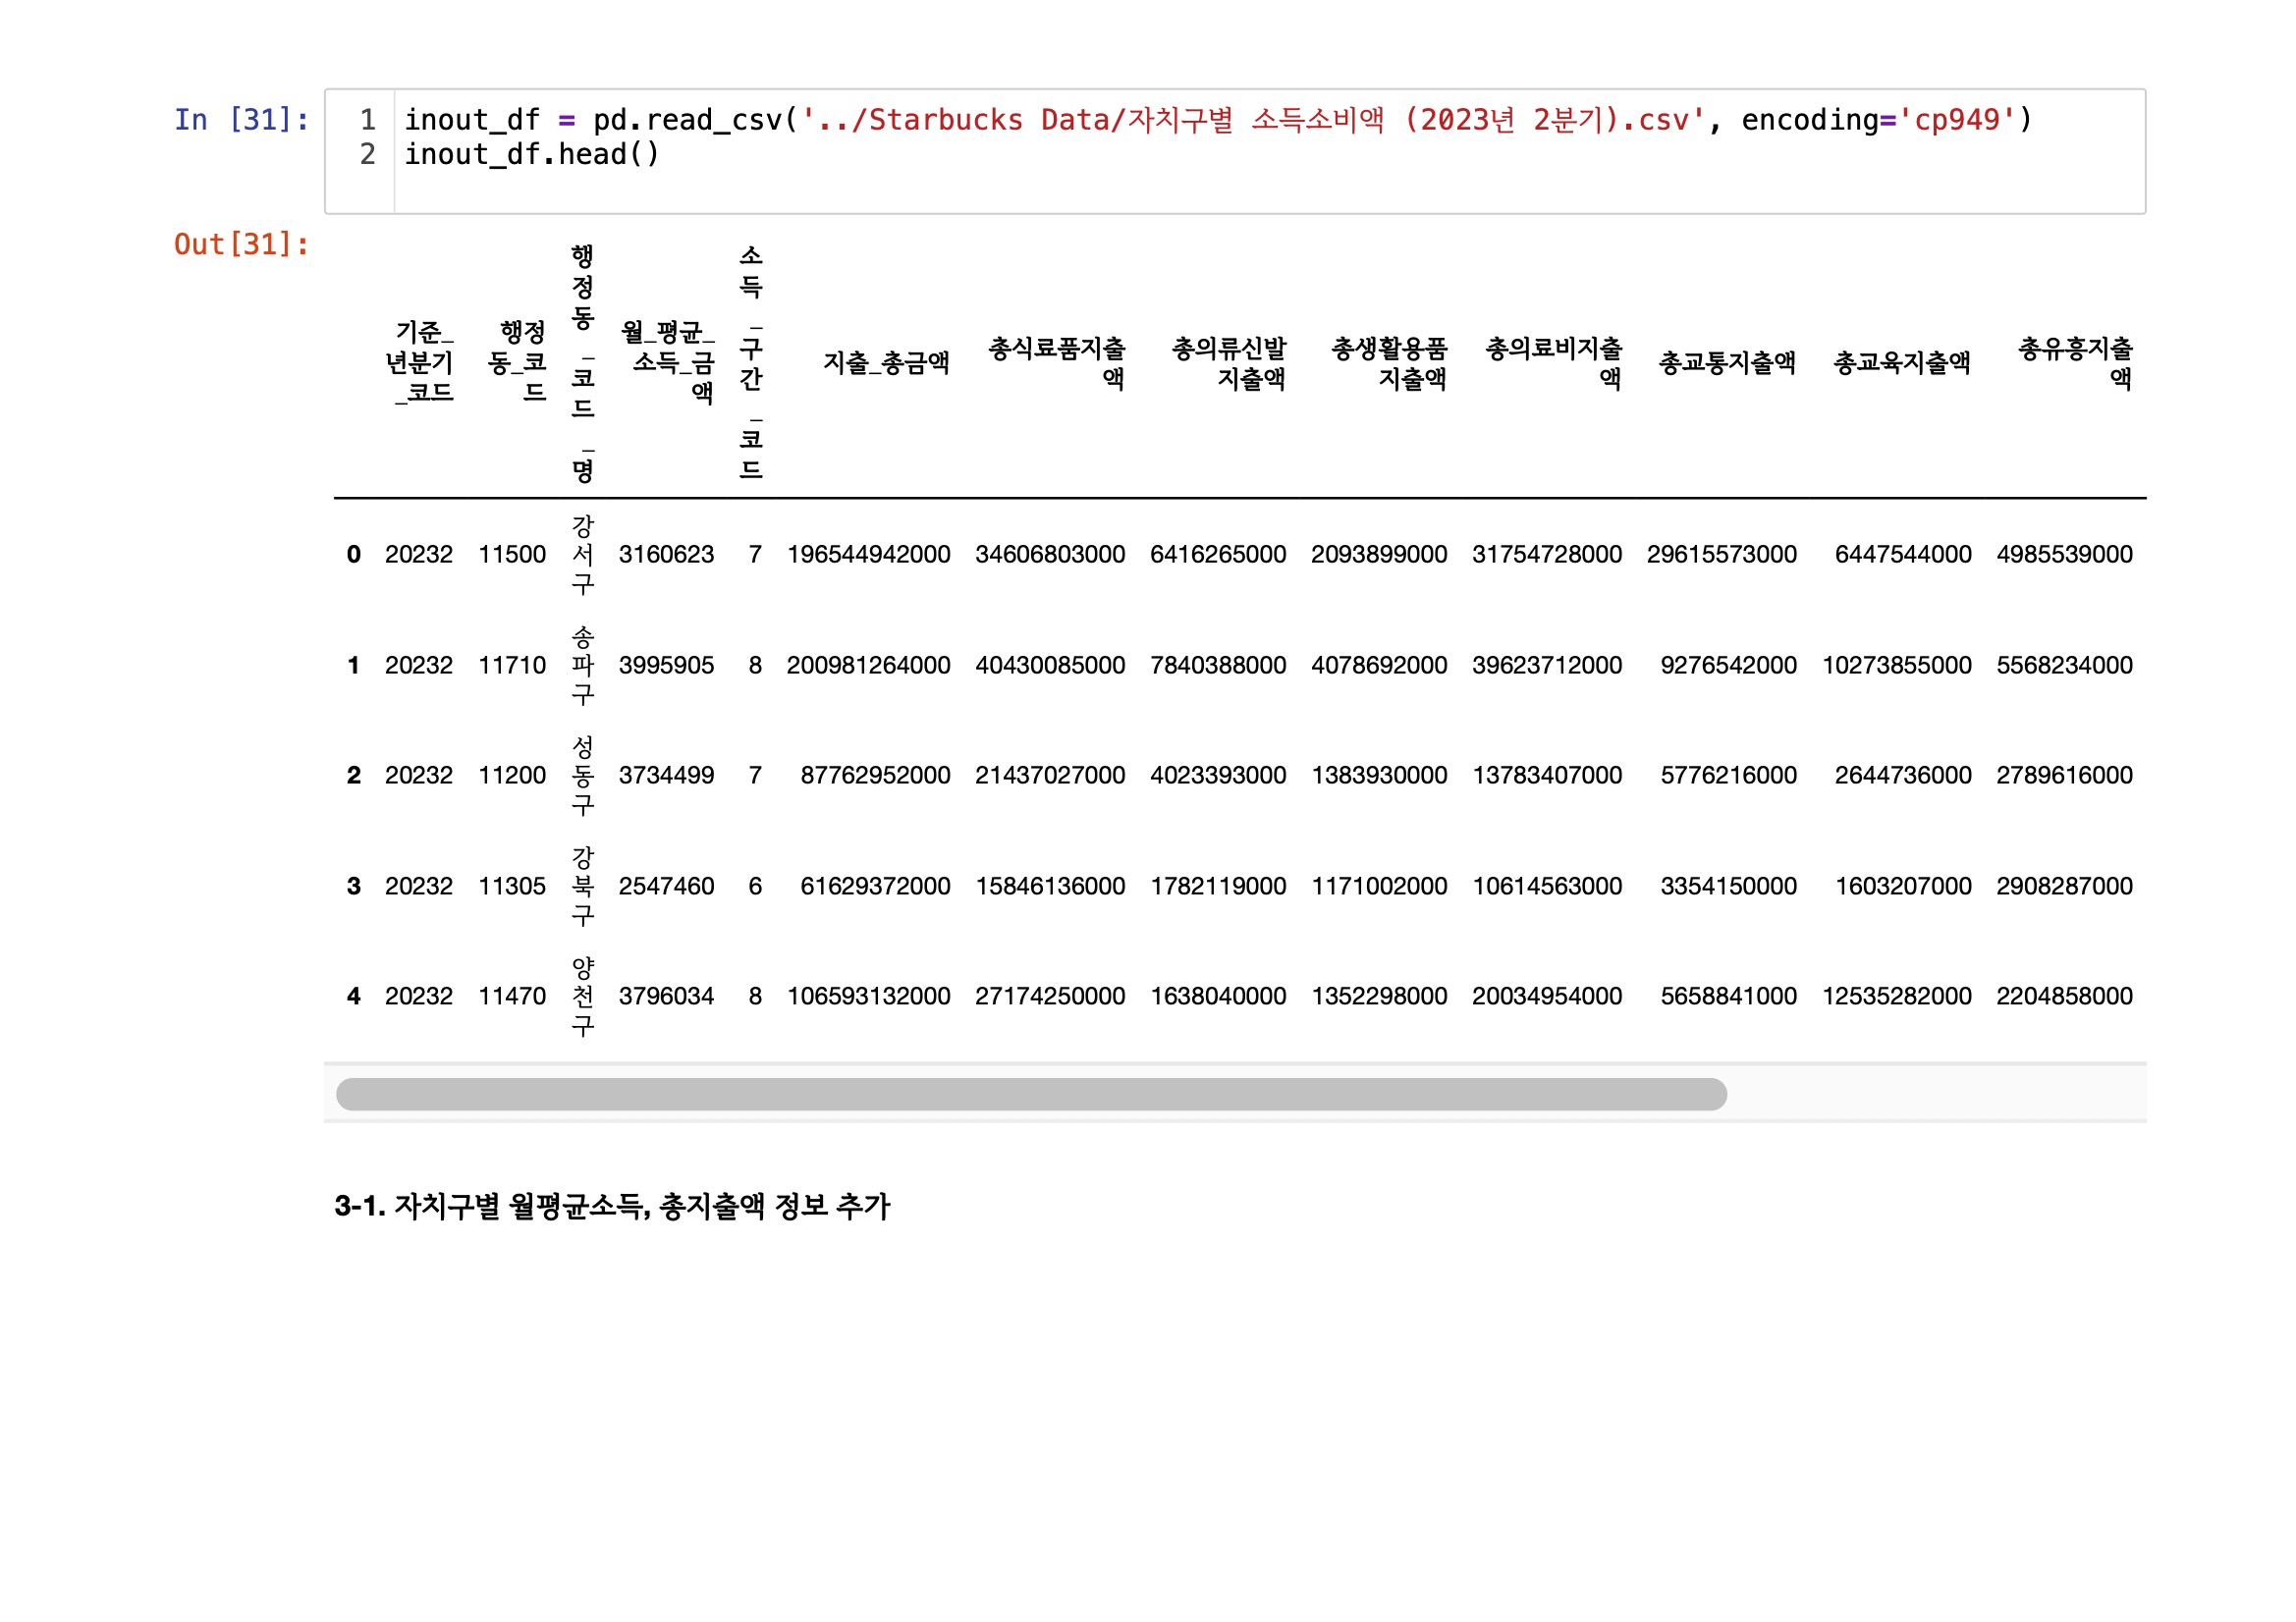 In [31]:
1 inout_df = pd.read_csv('../Starbucks Data/자치구별 소득소비액 (2023년 2분기).csv', encoding='cp949')
2 inout_df.head()
Out[31]:
기준_년분기_코드 행정동_코드 행정동_코드_명 월_평균_소득_금액 소득_구간_코드 지출_총금액 총식료품지출액 총의류신발지출액 총생활용품지출액 총의료비지출액 총교통지출액 총교육지출액 총유흥지출액
0 20232 11500 강서구 3160623 7 196544942000 34606803000 6416265000 2093899000 31754728000 29615573000 6447544000 4985539000
1 20232 11710 송파구 3995905 8 200981264000 40430085000 7840388000 4078692000 39623712000 9276542000 10273855000 5568234000
2 20232 11200 성동구 3734499 7 87762952000 21437027000 4023393000 1383930000 13783407000 5776216000 2644736000 2789616000
3 20232 11305 강북구 2547460 6 61629372000 15846136000 1782119000 1171002000 10614563000 3354150000 1603207000 2908287000
4 20232 11470 양천구 3796034 8 106593132000 27174250000 1638040000 1352298000 20034954000 5658841000 12535282000 2204858000
3-1. 자치구별 월평균소득, 총지출액 정보 추가